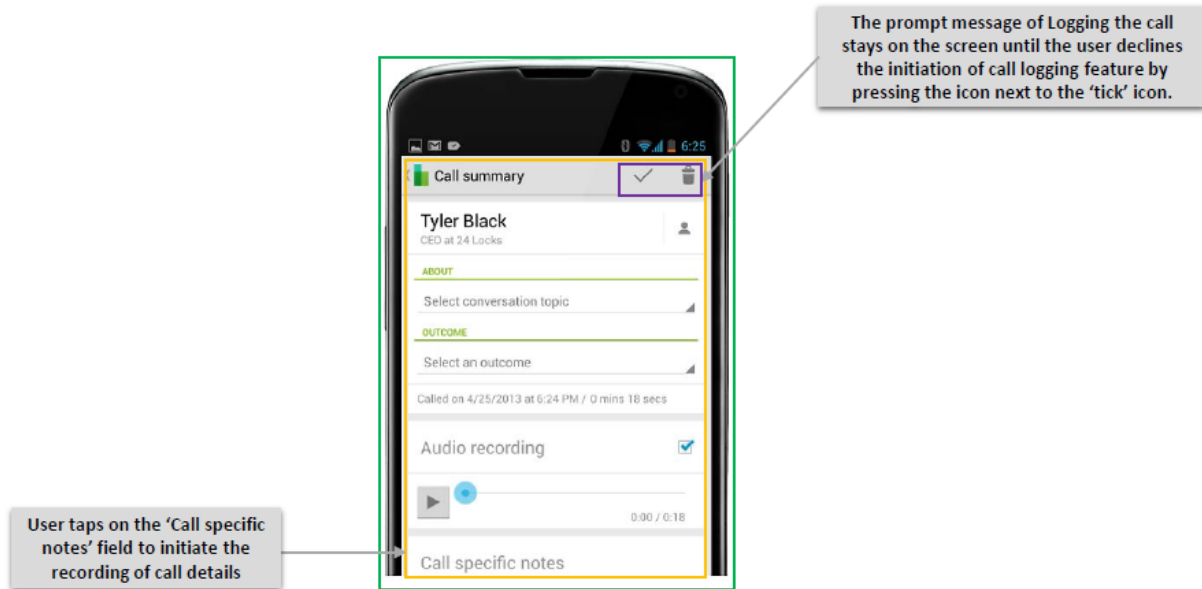 The prompt message of Logging the call
stays on the screen until the user declines
the initiation of call logging feature by
pressing the icon next to the ‘tick’ icon.
6:25
Call summary
Tyler Black
CEO at 24 Locks
ABOUT
Select conversation topic
OUTCOME
Select an outcome
Called on 4/25/2013 at 6:24 PM / 0 mins 18 secs
Audio recording
0:00 / 0:18
User taps on the ‘Call specific
notes’ field to initiate the
recording of call details
Call specific notes